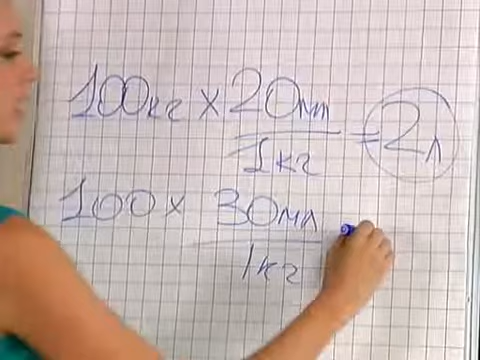 100кг × 20мл / 1кг = 2л
100 × 30мл / 1кг